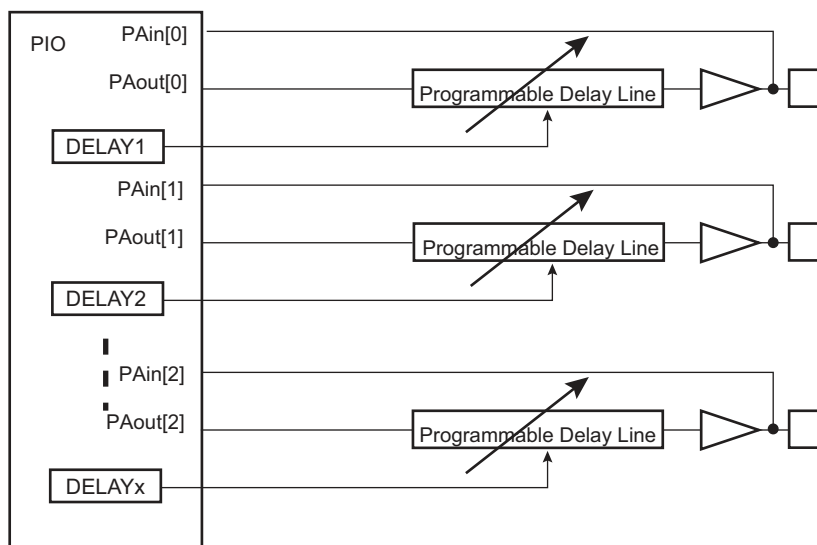 PIO
PAin[0]
PAout[0]
Programmable Delay Line
DELAY1
PAin[1]
PAout[1]
Programmable Delay Line
DELAY2
PAin[2]
PAout[2]
Programmable Delay Line
DELAYx